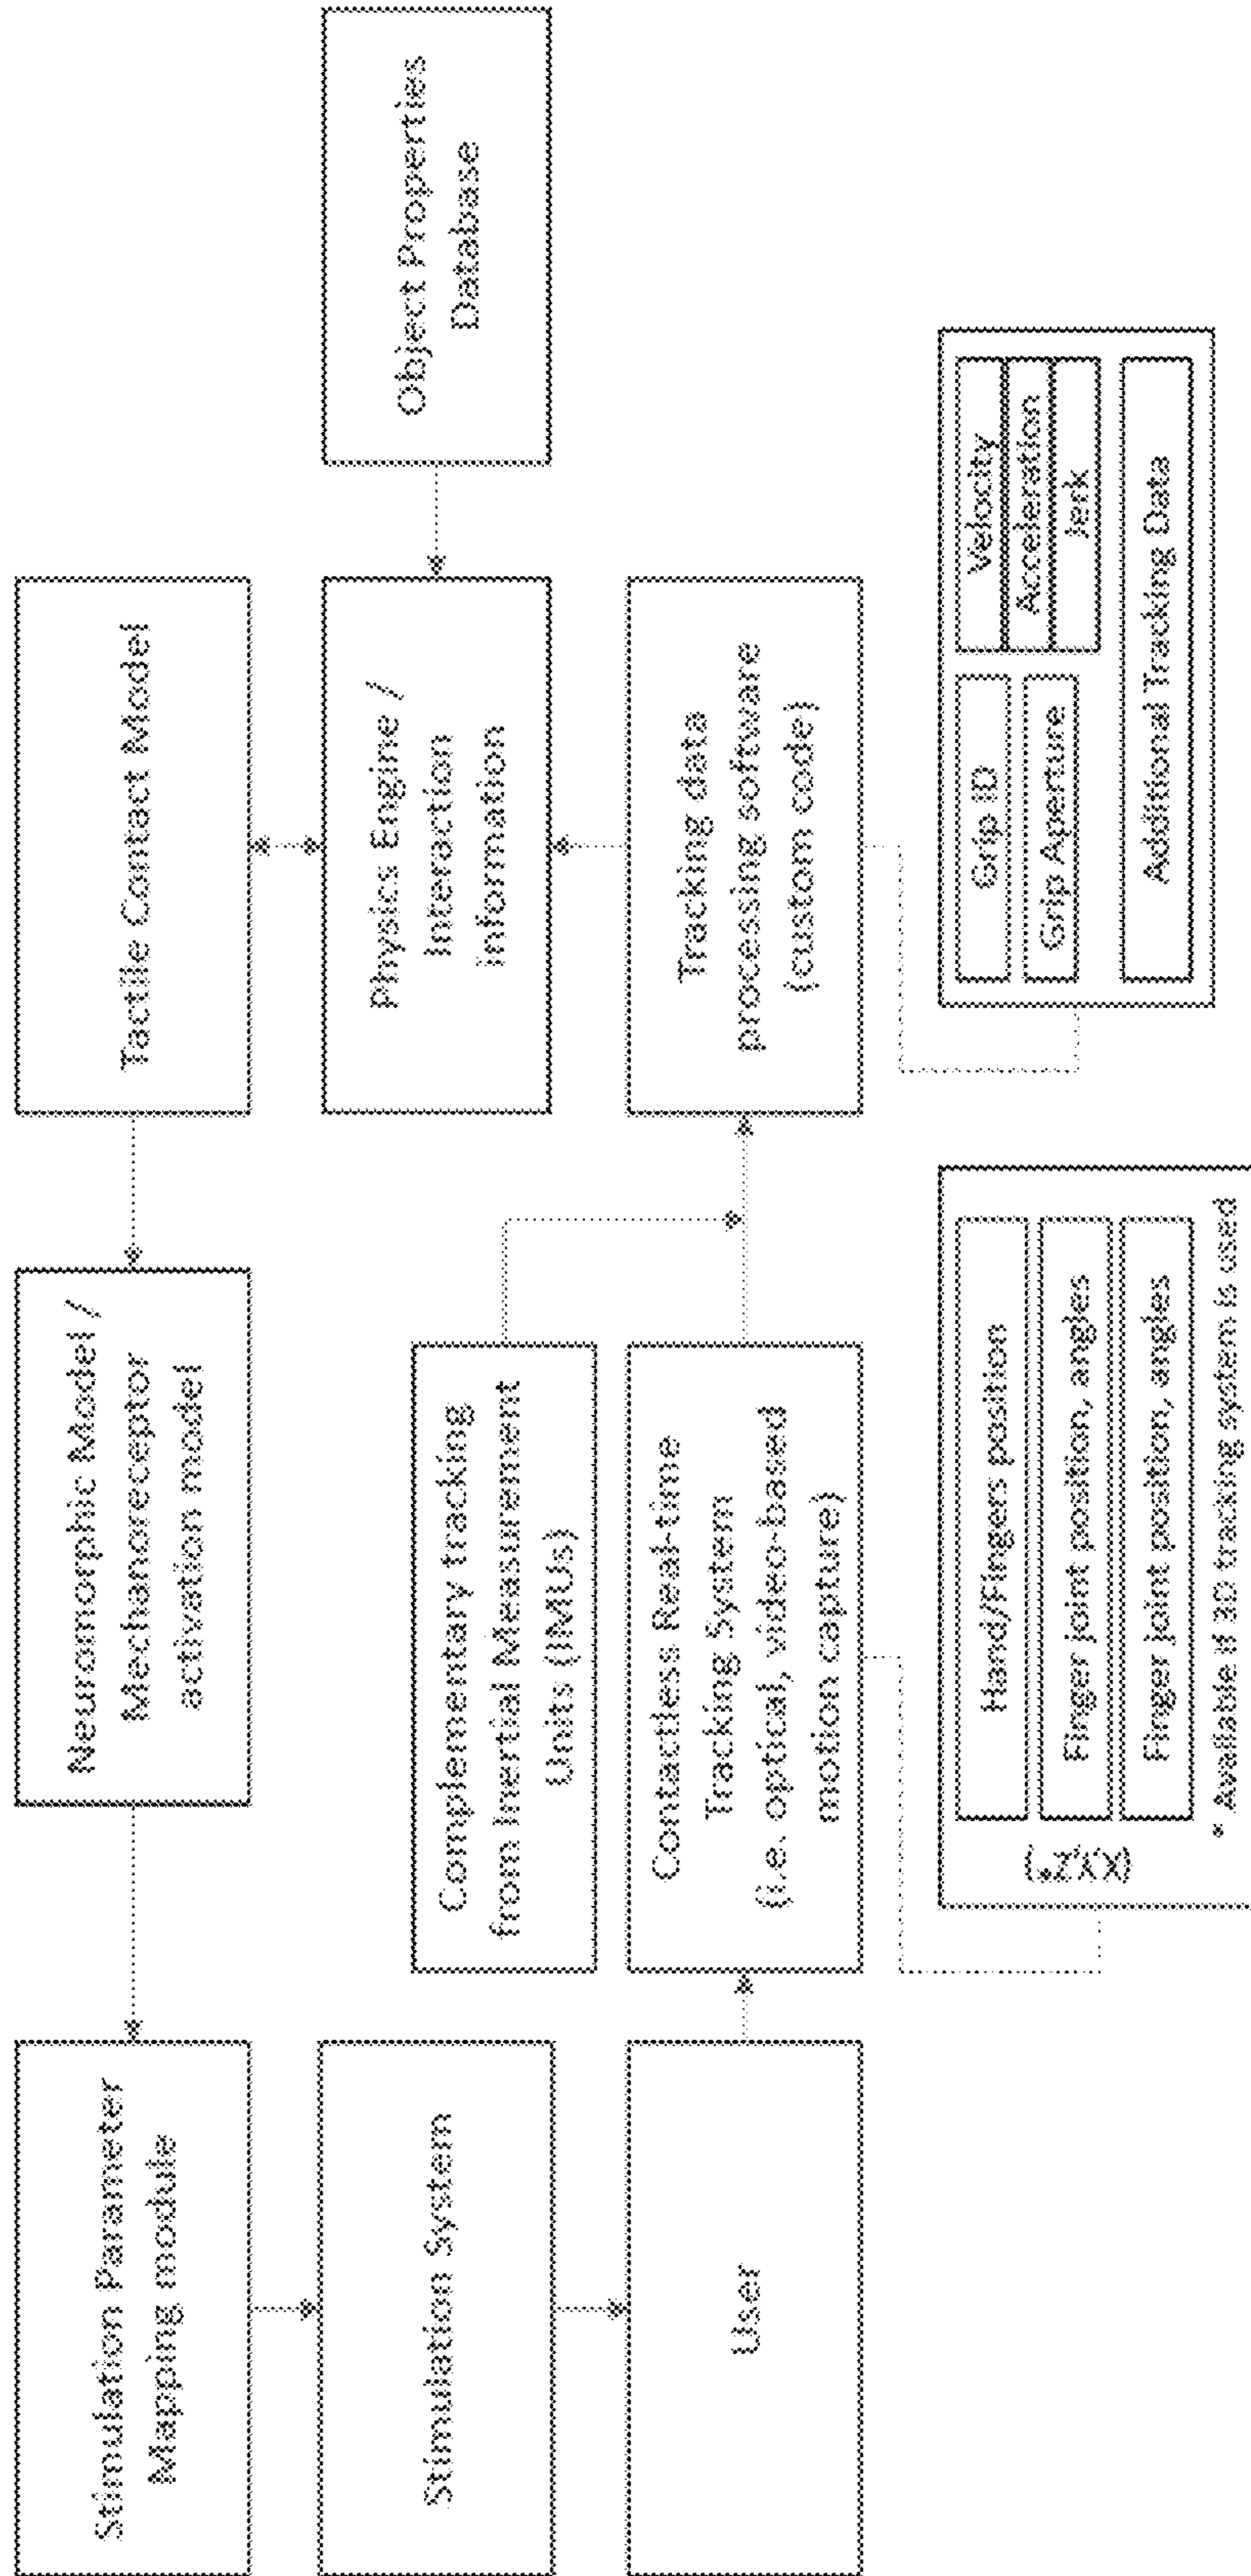 Stimulation Parameter
Mapping module
Neuromorphic Model /
Mechanoreceptor
activation model
Tactile Contact Model
Stimulation System
Physics Engine /
Interaction
Information
Object Properties
Database
Complementary tracking
from Inertial Measurement
Units (IMUs)
User
Contactless Real-time
Tracking System
(i.e. optical, video-based
motion capture)
Tracking data
processing software
(custom code)
(X,Y,Z*)
Hand/Fingers position
Finger joint position, angles
Finger joint position, angles
* Available if 3D tracking system is used
Grip ID
Grip Aperture
Velocity
Acceleration
Jerk
Additional Tracking Data